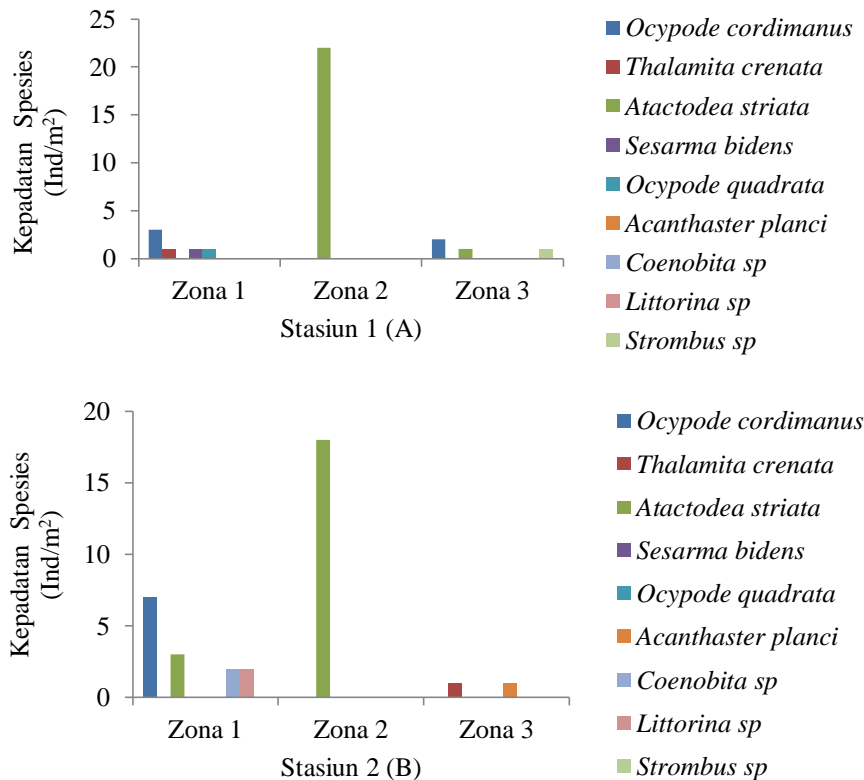 Kepadatan Spesies
(Ind/m²)
25
20
15
10
5
0
Zona 1
Zona 2
Zona 3
Stasiun 1 (A)
Ocypode cordimanus
Thalamita crenata
Atactodea striata
Sesarma bidens
Ocypode quadrata
Acanthaster planci
Coenobita sp
Littorina sp
Strombus sp
Kepadatan Spesies
(Ind/m²)
20
15
10
5
0
Zona 1
Zona 2
Zona 3
Stasiun 2 (B)
Ocypode cordimanus
Thalamita crenata
Atactodea striata
Sesarma bidens
Ocypode quadrata
Acanthaster planci
Coenobita sp
Littorina sp
Strombus sp